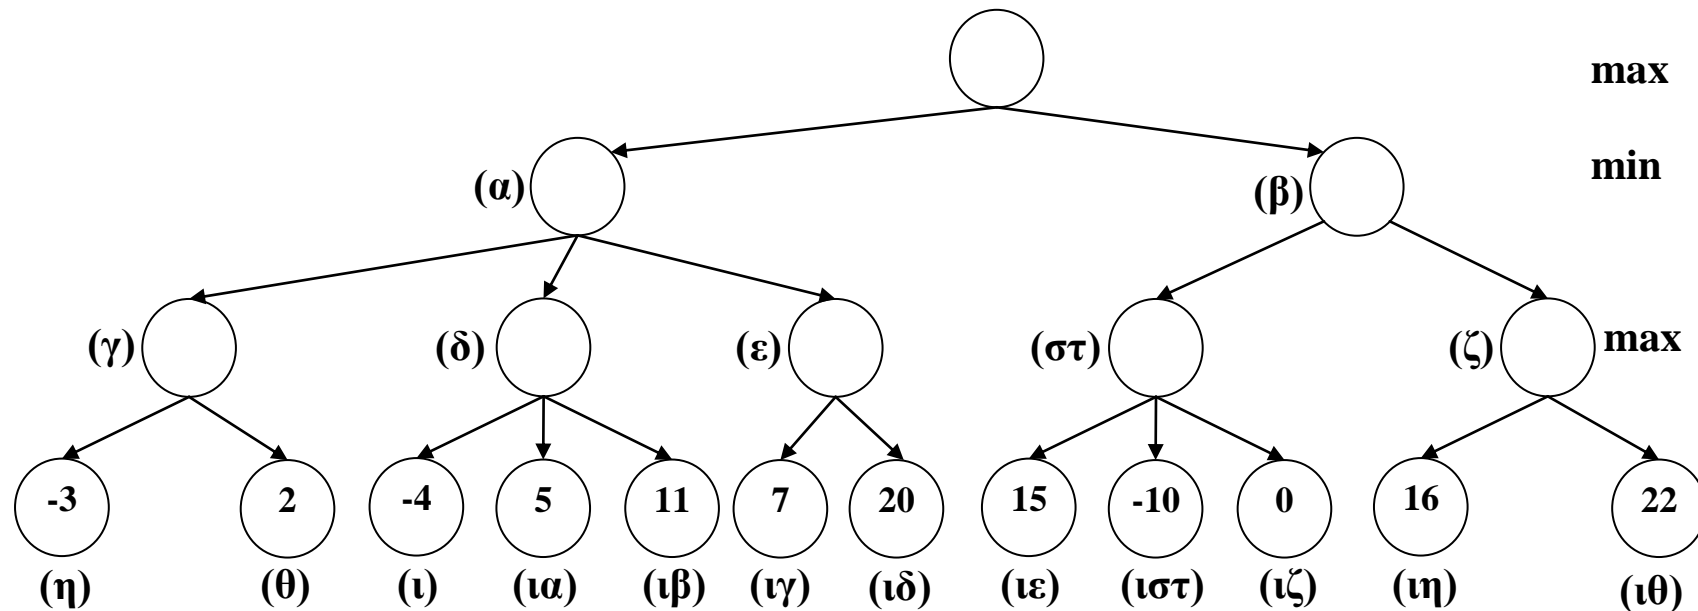 max
(α) (β) min
(γ) (δ) (ε) (στ) (ζ) max
-3 2 -4 5 11 7 20 15 -10 0 16 22
(η) (θ) (ι) (ια) (ιβ) (ιγ) (ιδ) (ιε) (ιστ) (ιζ) (ιη) (ιθ)